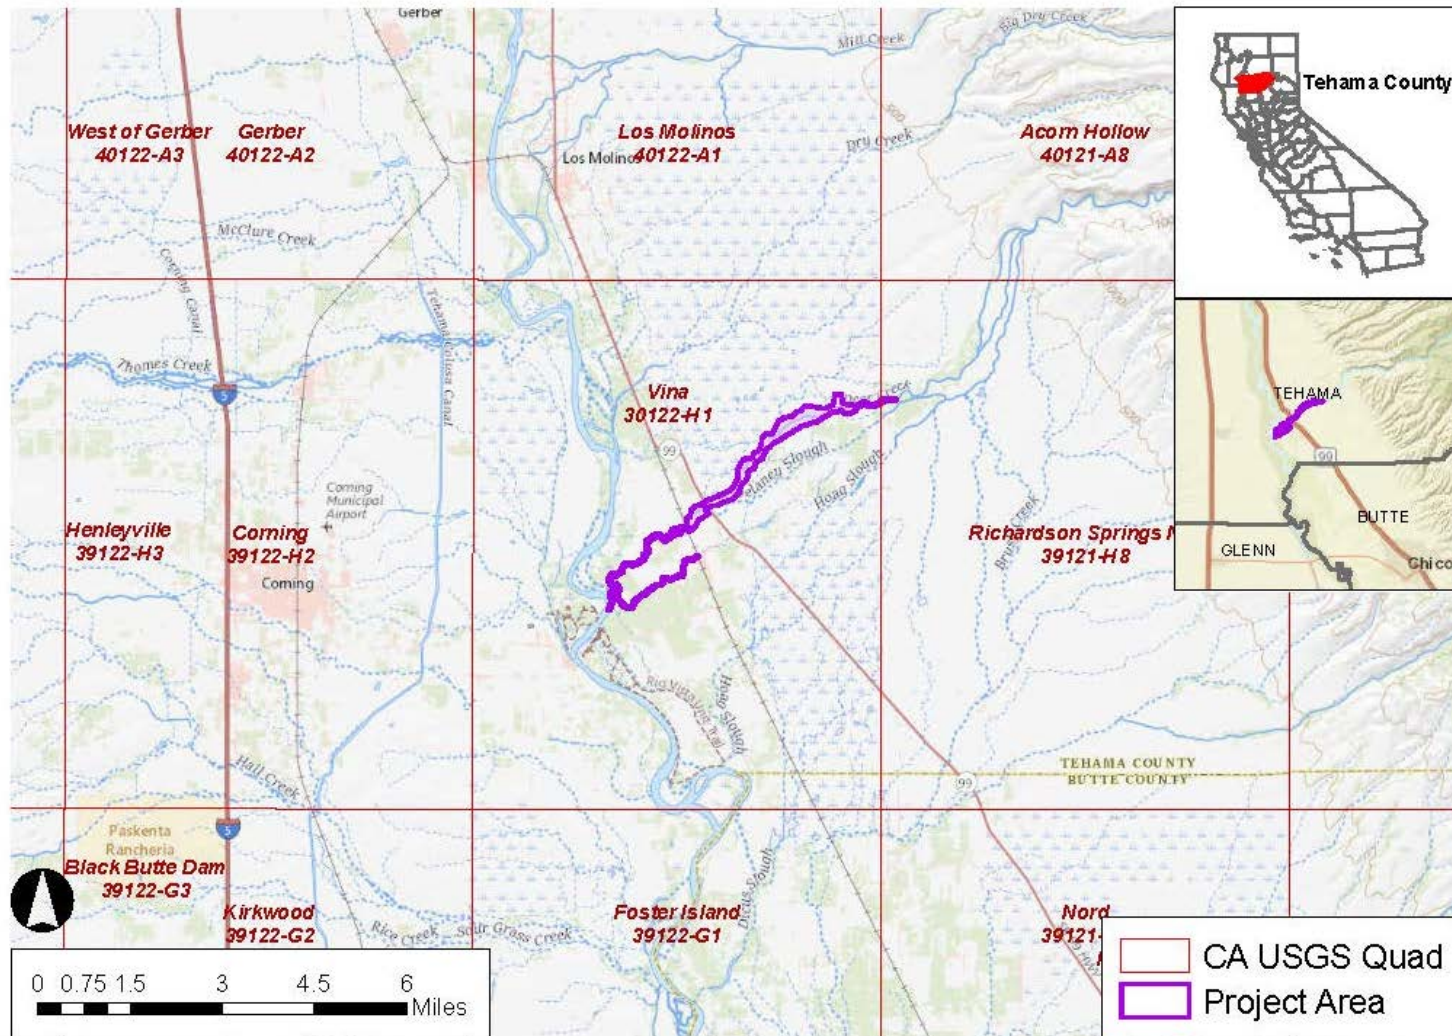 Gerber
Mill Creek
Big Dry Creek
Tehama County
West of Gerber
40122-A3
Gerber
40122-A2
Los Molinos
40122-A1
Los Molinos
Dry Creek
Acorn Hollow
40121-A8
McClure Creek
Corning Canal
Tehama Colusa Canal
Thomes Creek
5
Vina
30122-H1
Deer Creek
99
Delaney Slough
Hoag Slough
TEHAMA
99
BUTTE
GLENN
Chico
Corning
Municipal
Airport
Henleyville
39122-H3
Corning
39122-H2
Corning
Richardson Springs N
39121-H8
Brush Creek
Rio Vista Unit Trail
Hoag Slough
TEHAMA COUNTY
BUTTE COUNTY
99
Hall Creek
5
Paskenta
Rancheria
Black Butte Dam
39122-G3
Kirkwood
39122-G2
Rice Creek
Sour Grass Creek
Foster Island
39122-G1
Dicus Slough
Nord
39121-
0 0.75 1.5 3 4.5 6
Miles
CA USGS Quad
Project Area